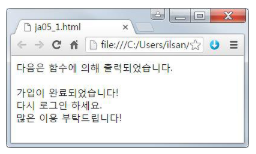 ja05_1.html
file:///C:/Users/ilsan/
다음은 함수에 의해 출력되었습니다.
가입이 완료되었습니다!
다시 로그인 하세요.
많은 이용 부탁드립니다!